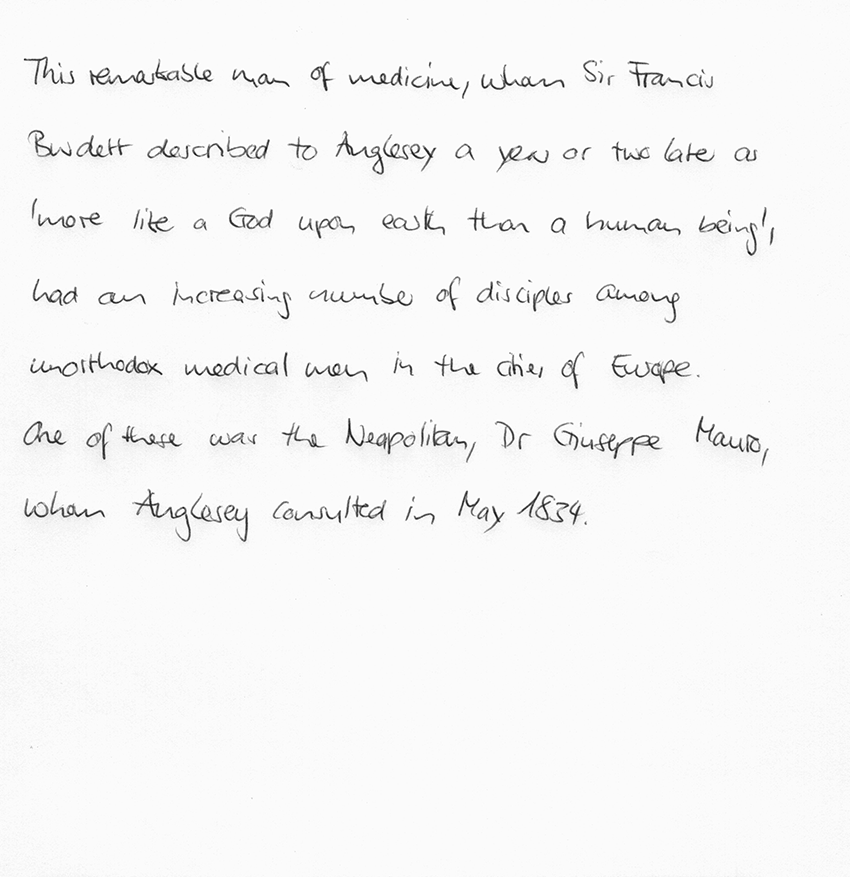 This remarkable man of medicine, whom Sir Francis
Burdett described to Anglesey a year or two late as
'more like a God upon earth than a human being',
had an increasing number of disciples among
unorthodox medical men in the cities of Europe.
One of these was the Neapolitan, Dr Giuseppe Mauro,
whom Anglesey consulted in May 1834.